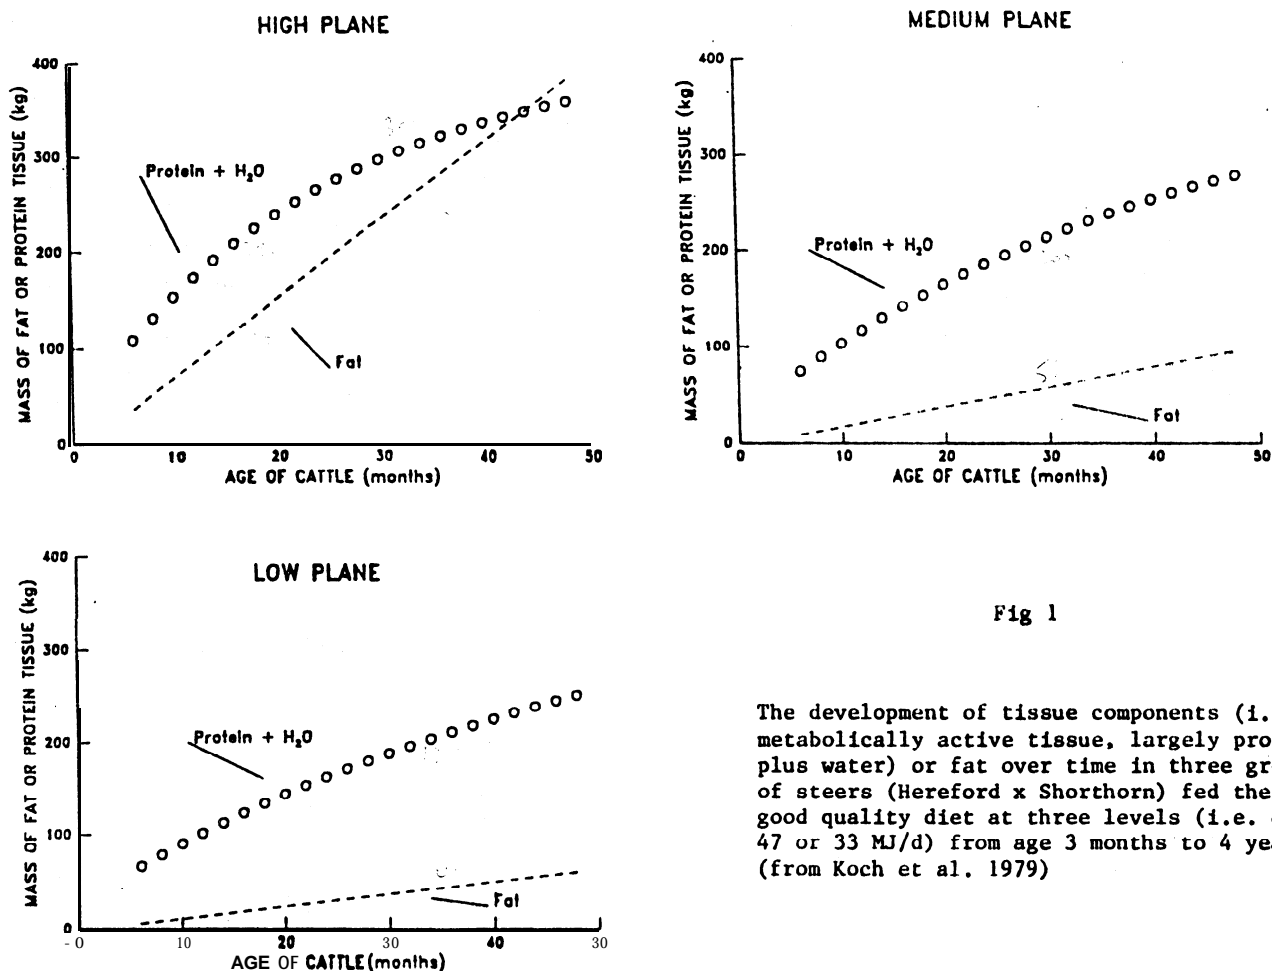 HIGH PLANE
MASS OF FAT OR PROTEIN TISSUE (kg)
400
300
200
100
0
Protein + H₂O
Fat
0
10
20
30
40
50
AGE OF CATTLE (months)
MEDIUM PLANE
MASS OF FAT OR PROTEIN TISSUE (kg)
400
300
200
100
0
Protein + H₂O
Fat
0
10
20
30
40
50
AGE OF CATTLE (months)
LOW PLANE
MASS OF FAT OR PROTEIN TISSUE (kg)
400
300
200
100
0
Protein + H₂O
Fat
- 0
10
20
30
40
30
AGE OF CATTLE (months)
Fig 1
The development of tissue components (i.
metabolically active tissue, largely pro
plus water) or fat over time in three gr
of steers (Hereford x Shorthorn) fed the
good quality diet at three levels (i.e.
47 or 33 MJ/d) from age 3 months to 4 ye
(from Koch et al. 1979)